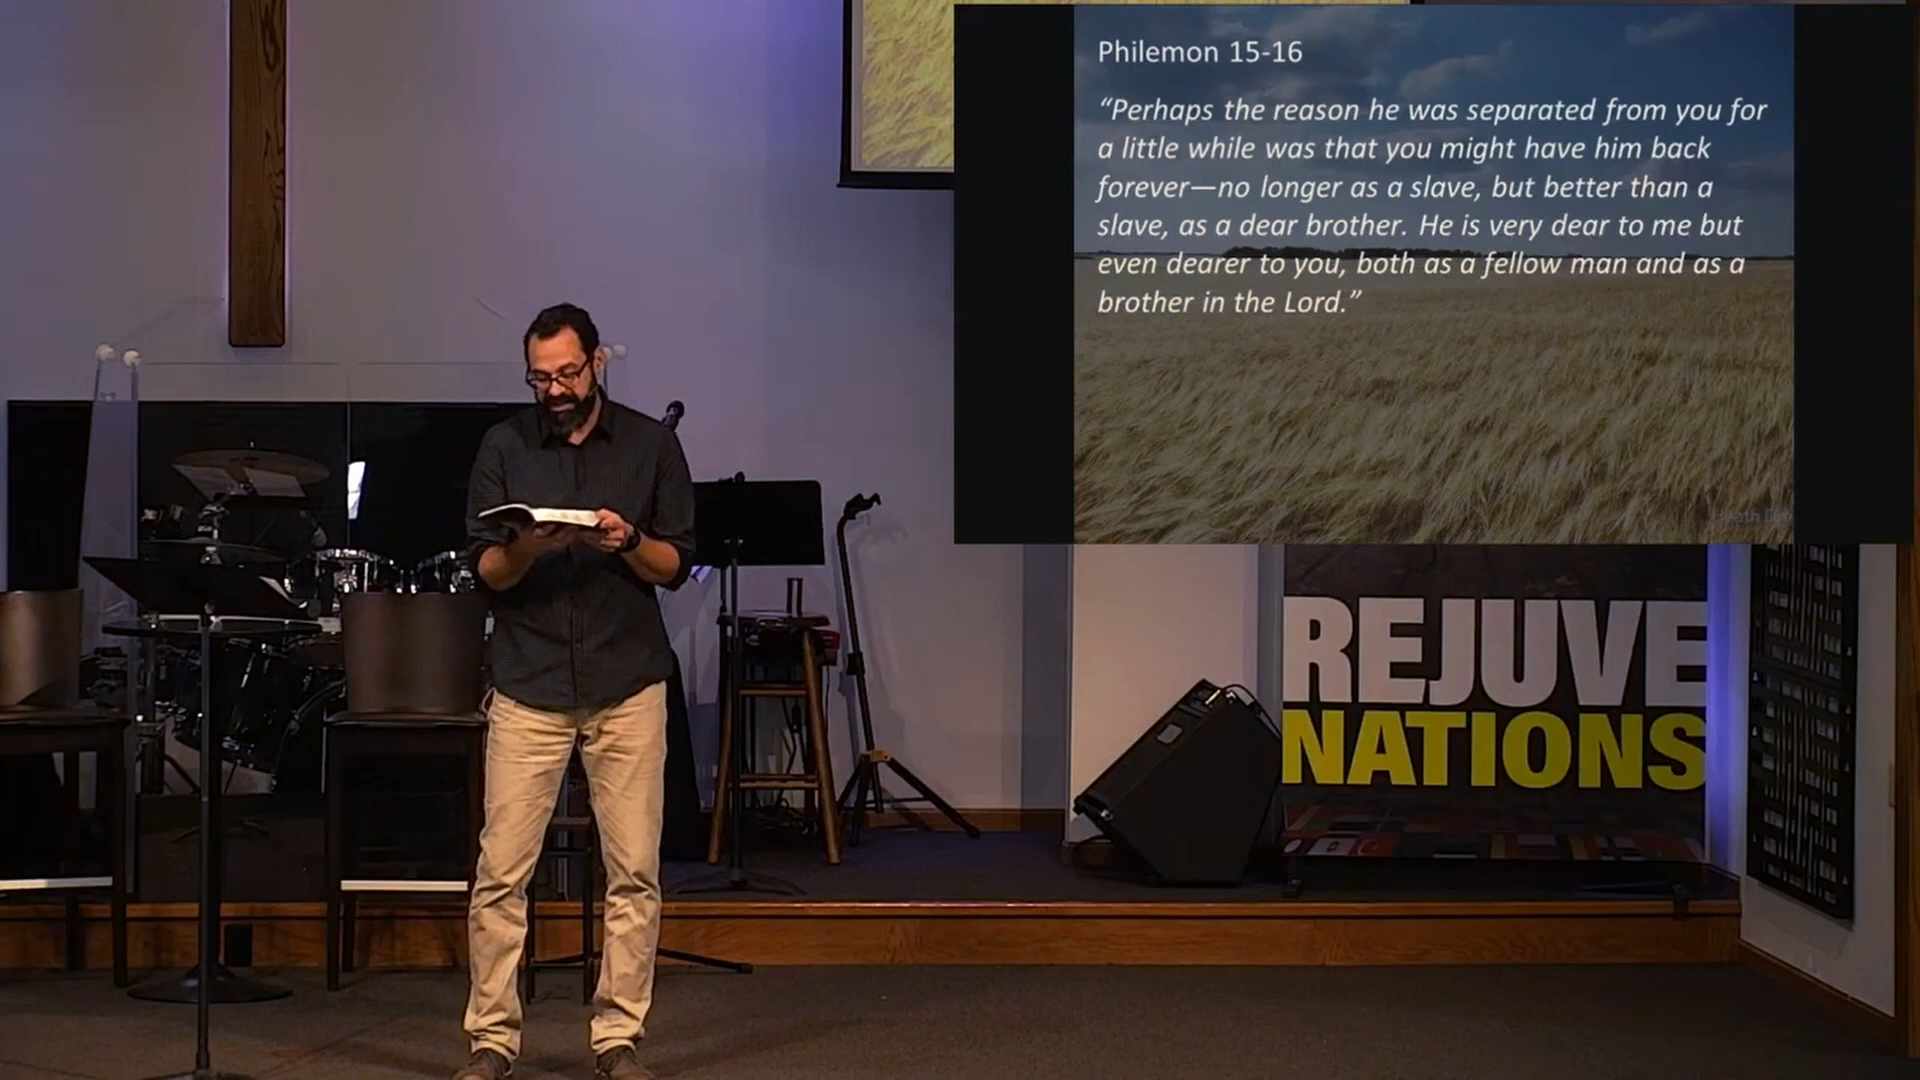 Philemon 15-16
“Perhaps the reason he was separated from you for
a little while was that you might have him back
forever—no longer as a slave, but better than a
slave, as a dear brother. He is very dear to me but
even dearer to you, both as a fellow man and as a
brother in the Lord.”
REJUVE
NATIONS